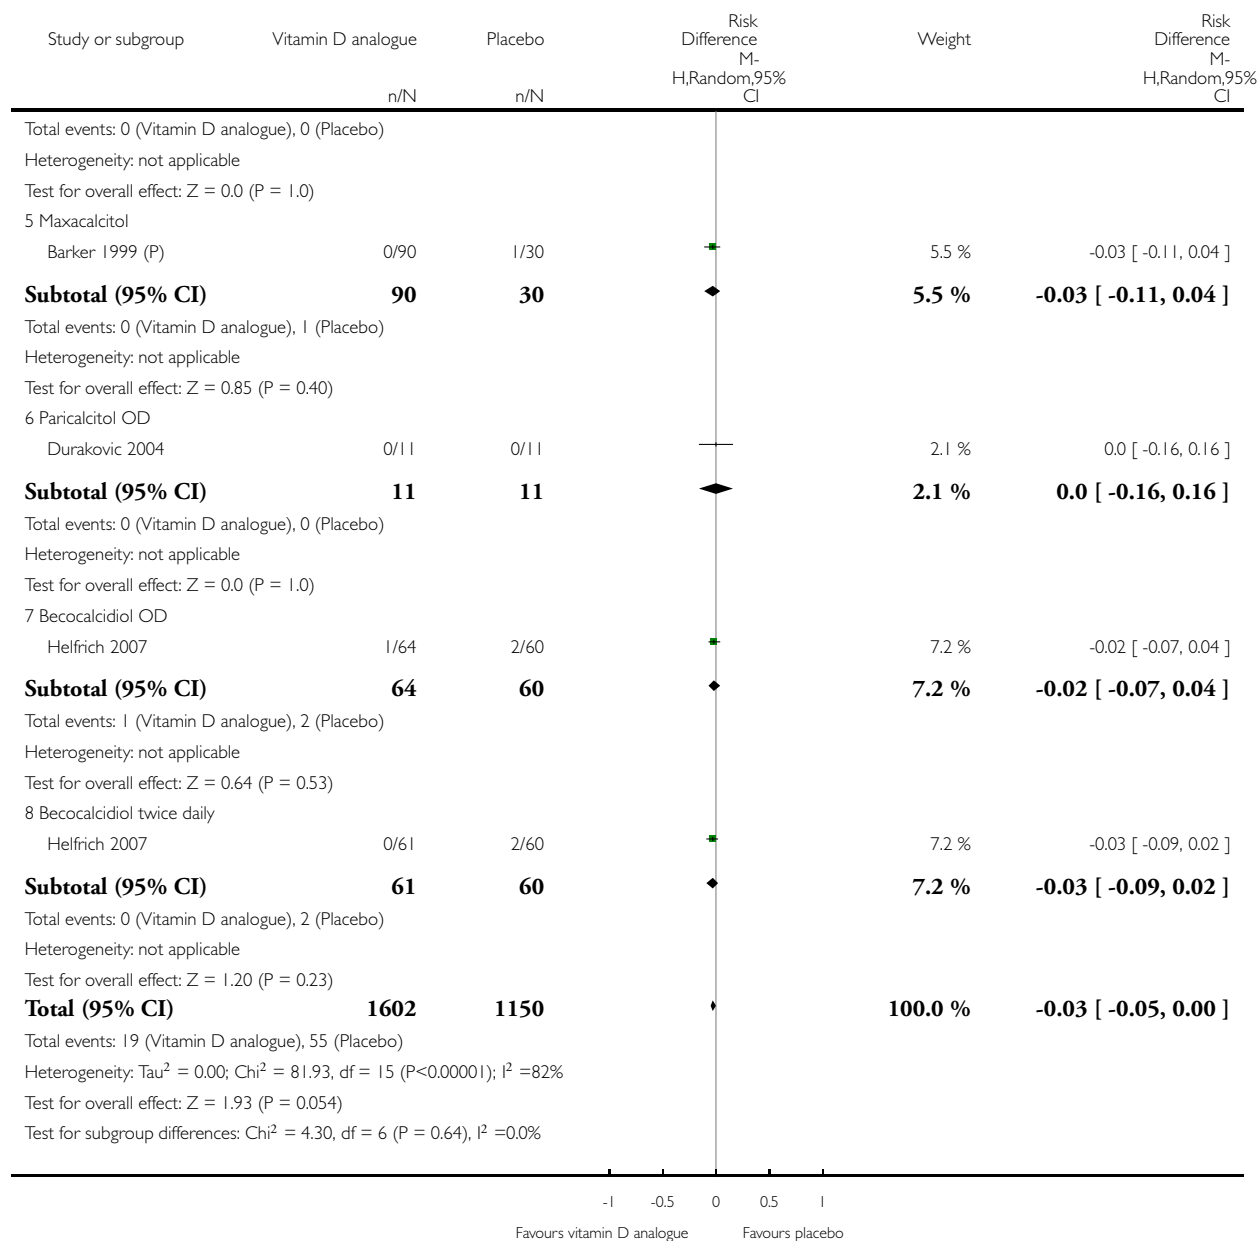 Study or subgroup Vitamin D analogue Placebo Risk Difference Weight Risk Difference
M-H,Random,95% CI M-H,Random,95% CI
n/N n/N
Total events: 0 (Vitamin D analogue), 0 (Placebo)
Heterogeneity: not applicable
Test for overall effect: Z = 0.0 (P = 1.0)
5 Maxacalcitol
Barker 1999 (P) 0/90 1/30 5.5 % -0.03 [ -0.11, 0.04 ]
Subtotal (95% CI) 90 30 5.5 % -0.03 [ -0.11, 0.04 ]
Total events: 0 (Vitamin D analogue), 1 (Placebo)
Heterogeneity: not applicable
Test for overall effect: Z = 0.85 (P = 0.40)
6 Paricalcitol OD
Durakovic 2004 0/11 0/11 2.1 % 0.0 [ -0.16, 0.16 ]
Subtotal (95% CI) 11 11 2.1 % 0.0 [ -0.16, 0.16 ]
Total events: 0 (Vitamin D analogue), 0 (Placebo)
Heterogeneity: not applicable
Test for overall effect: Z = 0.0 (P = 1.0)
7 Becocalcidiol OD
Helfrich 2007 1/64 2/60 7.2 % -0.02 [ -0.07, 0.04 ]
Subtotal (95% CI) 64 60 7.2 % -0.02 [ -0.07, 0.04 ]
Total events: 1 (Vitamin D analogue), 2 (Placebo)
Heterogeneity: not applicable
Test for overall effect: Z = 0.64 (P = 0.53)
8 Becocalcidiol twice daily
Helfrich 2007 0/61 2/60 7.2 % -0.03 [ -0.09, 0.02 ]
Subtotal (95% CI) 61 60 7.2 % -0.03 [ -0.09, 0.02 ]
Total events: 0 (Vitamin D analogue), 2 (Placebo)
Heterogeneity: not applicable
Test for overall effect: Z = 1.20 (P = 0.23)
Total (95% CI) 1602 1150 100.0 % -0.03 [ -0.05, 0.00 ]
Total events: 19 (Vitamin D analogue), 55 (Placebo)
Heterogeneity: Tau² = 0.00; Chi² = 81.93, df = 15 (P<0.00001); I² =82%
Test for overall effect: Z = 1.93 (P = 0.054)
Test for subgroup differences: Chi² = 4.30, df = 6 (P = 0.64), I² =0.0%
-1 -0.5 0 0.5 1
Favours vitamin D analogue Favours placebo